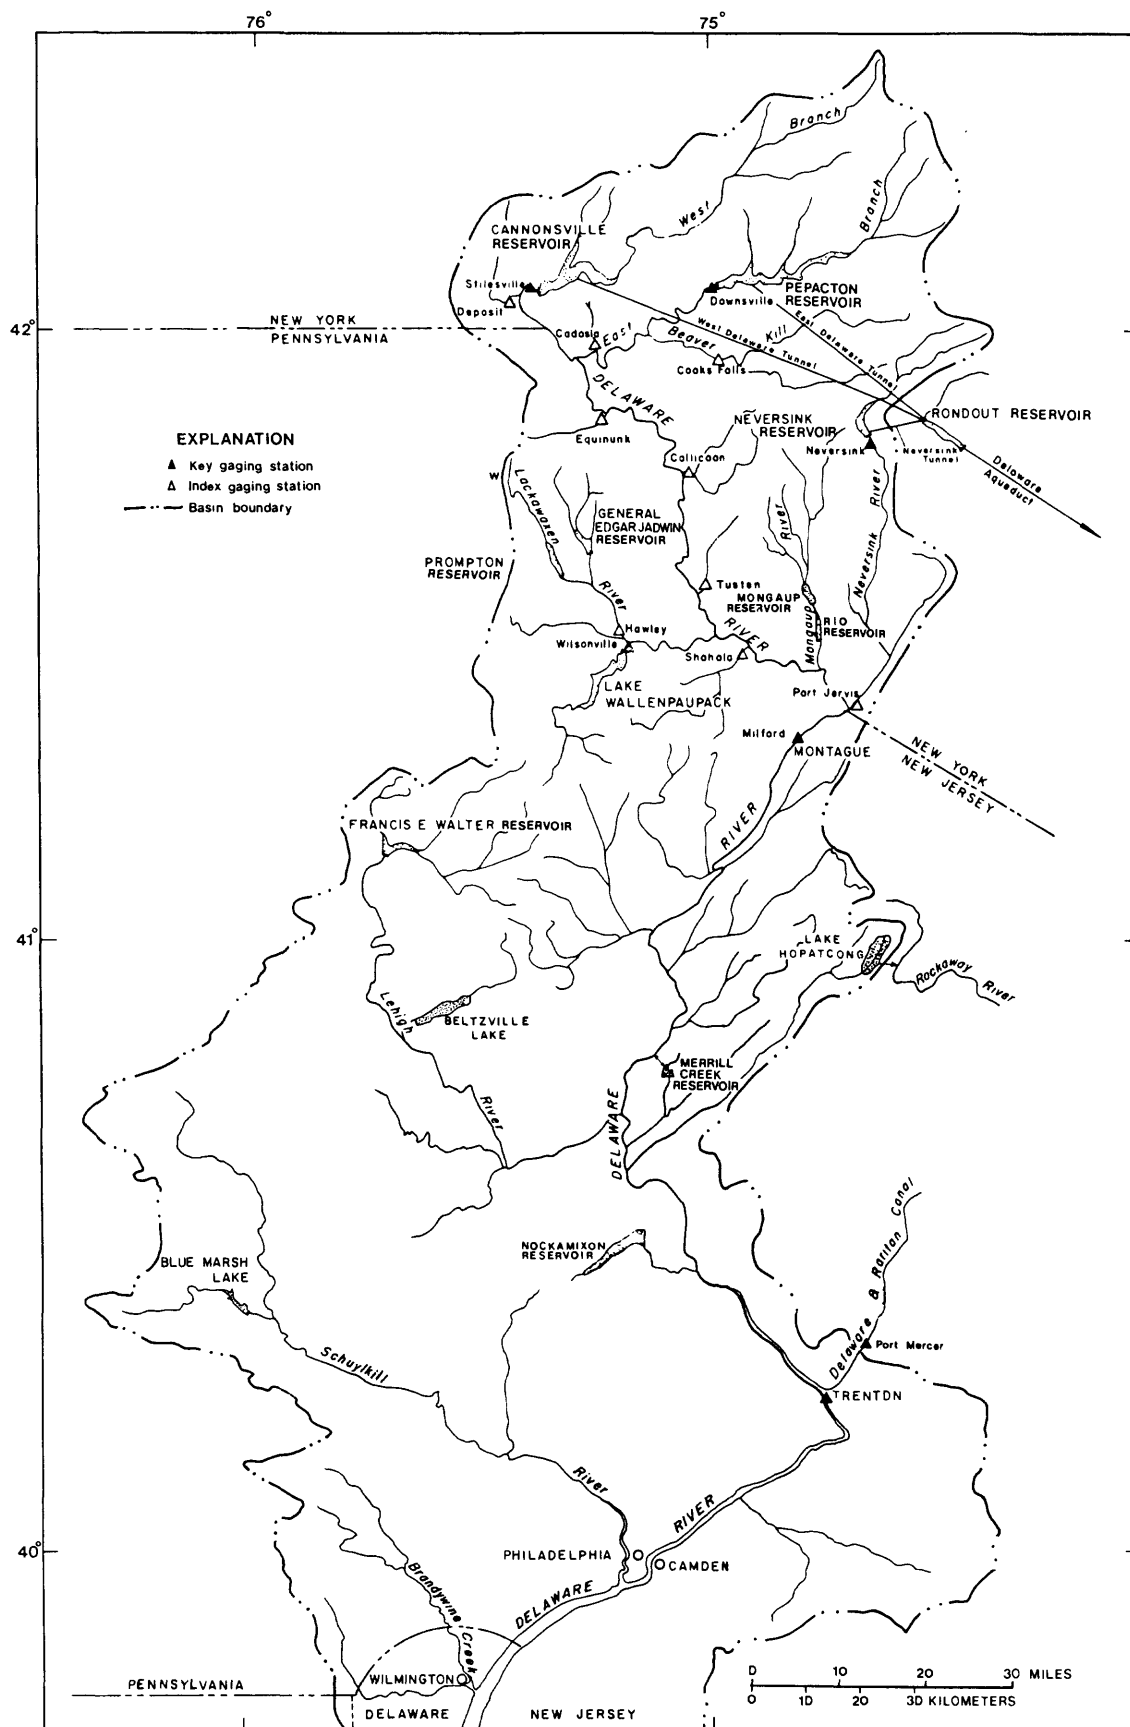 76°
75°
Branch
West
Branch
CANNONSVILLE
RESERVOIR
Stilesville
Deposit
PEPACTON
RESERVOIR
Downsville
42°
NEW YORK
PENNSYLVANIA
Cadosia
East
Beaver
Kill
West Delaware Tunnel
East Delaware Tunnel
Cooks Falls
DELAWARE
NEVERSINK
RESERVOIR
RONDOUT RESERVOIR
EXPLANATION
Key gaging station
Index gaging station
Basin boundary
Equinunk
Callicoon
Neversink
Neversink
Tunnel
Delaware
Aqueduct
W
Lackawaxen
River
GENERAL
EDGAR JADWIN
RESERVOIR
River
Neversink
River
PROMPTON
RESERVOIR
Tusten
MONGAUP
RESERVOIR
Mongaup
RIO
RESERVOIR
Hawley
RIVER
Wilsonville
Shohola
LAKE
WALLENPAUPACK
Port Jervis
Milford
MONTAGUE
NEW YORK
NEW JERSEY
RIVER
FRANCIS E WALTER RESERVOIR
41°
LAKE
HOPATCONG
Rockaway
River
Lehigh
BELTZVILLE
LAKE
MERRILL
CREEK
RESERVOIR
River
DELAWARE
NOCKAMIXON
RESERVOIR
Delaware & Raritan Canal
BLUE MARSH
LAKE
Port Mercer
Schuylkill
TRENTON
River
RIVER
40°
PHILADELPHIA
CAMDEN
Brandywine Creek
DELAWARE
WILMINGTON
PENNSYLVANIA
DELAWARE
NEW JERSEY
0 10 20 30 MILES
0 10 20 30 KILOMETERS